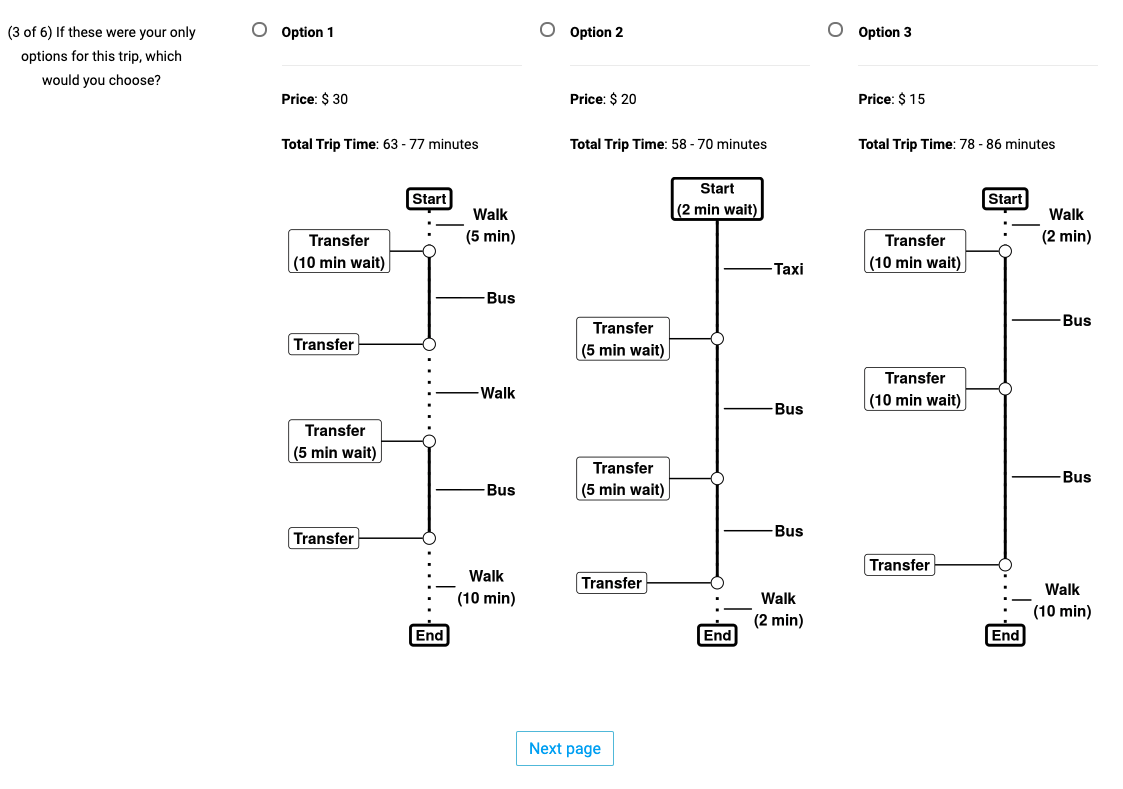 (3 of 6) If these were your only
options for this trip, which
would you choose?
Option 1
Price: $ 30
Total Trip Time: 63 - 77 minutes
Start
Walk
(5 min)
Transfer
(10 min wait)
Bus
Transfer
Walk
Transfer
(5 min wait)
Bus
Transfer
Walk
(10 min)
End
Option 2
Price: $ 20
Total Trip Time: 58 - 70 minutes
Start
(2 min wait)
Taxi
Transfer
(5 min wait)
Bus
Transfer
(5 min wait)
Bus
Transfer
Walk
(2 min)
End
Option 3
Price: $ 15
Total Trip Time: 78 - 86 minutes
Start
Walk
(2 min)
Transfer
(10 min wait)
Bus
Transfer
(10 min wait)
Bus
Transfer
Walk
(10 min)
End
Next page